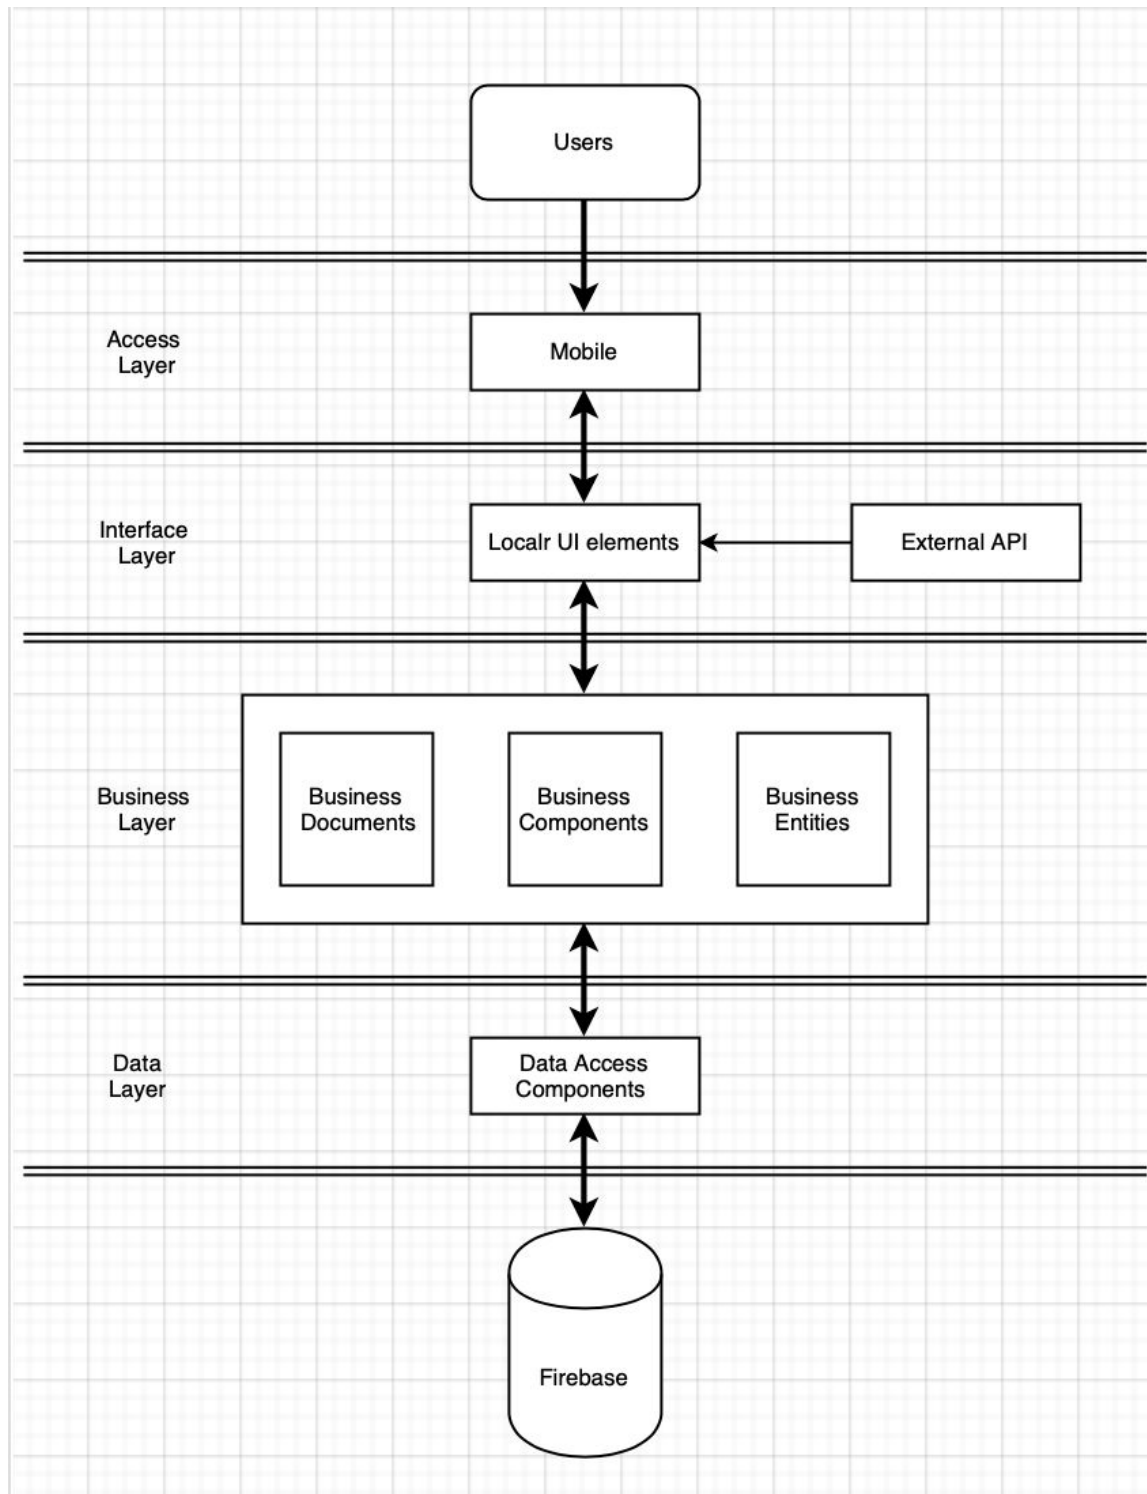 Users
Access
Layer
Mobile
Interface
Layer
Localr UI elements
External API
Business
Layer
Business
Documents
Business
Components
Business
Entities
Data
Layer
Data Access
Components
Firebase